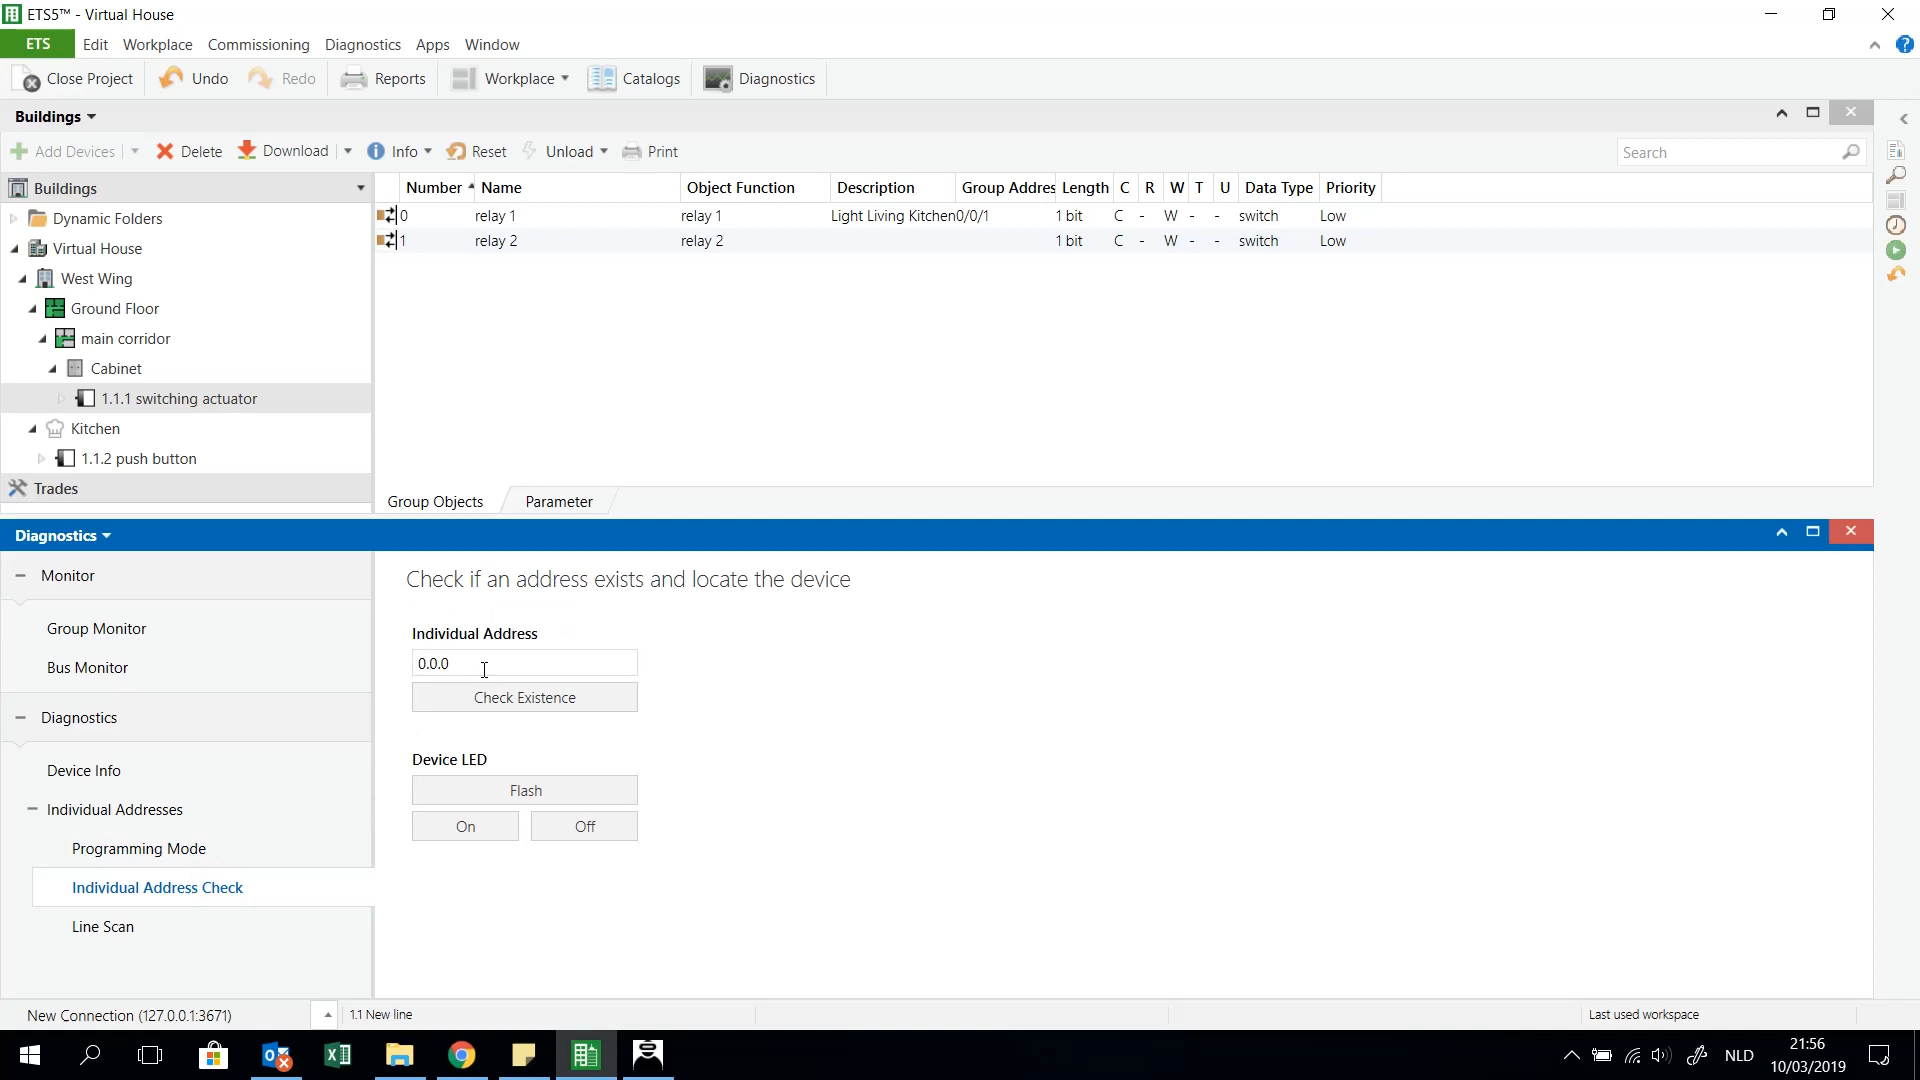 ETS5™ - Virtual House
ETS Edit Workplace Commissioning Diagnostics Apps Window
Close Project Undo Redo Reports Workplace Catalogs Diagnostics
Buildings
Add Devices Delete Download Info Reset Unload Print Search
Buildings
Dynamic Folders
Virtual House
West Wing
Ground Floor
main corridor
Cabinet
1.1.1 switching actuator
Kitchen
1.1.2 push button
Trades
Number Name Object Function Description Group Addres Length C R W T U Data Type Priority
0 relay 1 relay 1 Light Living Kitchen 0/0/1 1 bit C - W - - switch Low
1 relay 2 relay 2 1 bit C - W - - switch Low
Group Objects Parameter
Diagnostics
Monitor
Group Monitor
Bus Monitor
Diagnostics
Device Info
Individual Addresses
Programming Mode
Individual Address Check
Line Scan
Check if an address exists and locate the device
Individual Address
0.0.0
Check Existence
Device LED
Flash
On Off
New Connection (127.0.0.1:3671) 1.1 New line Last used workspace
NLD
21:56
10/03/2019